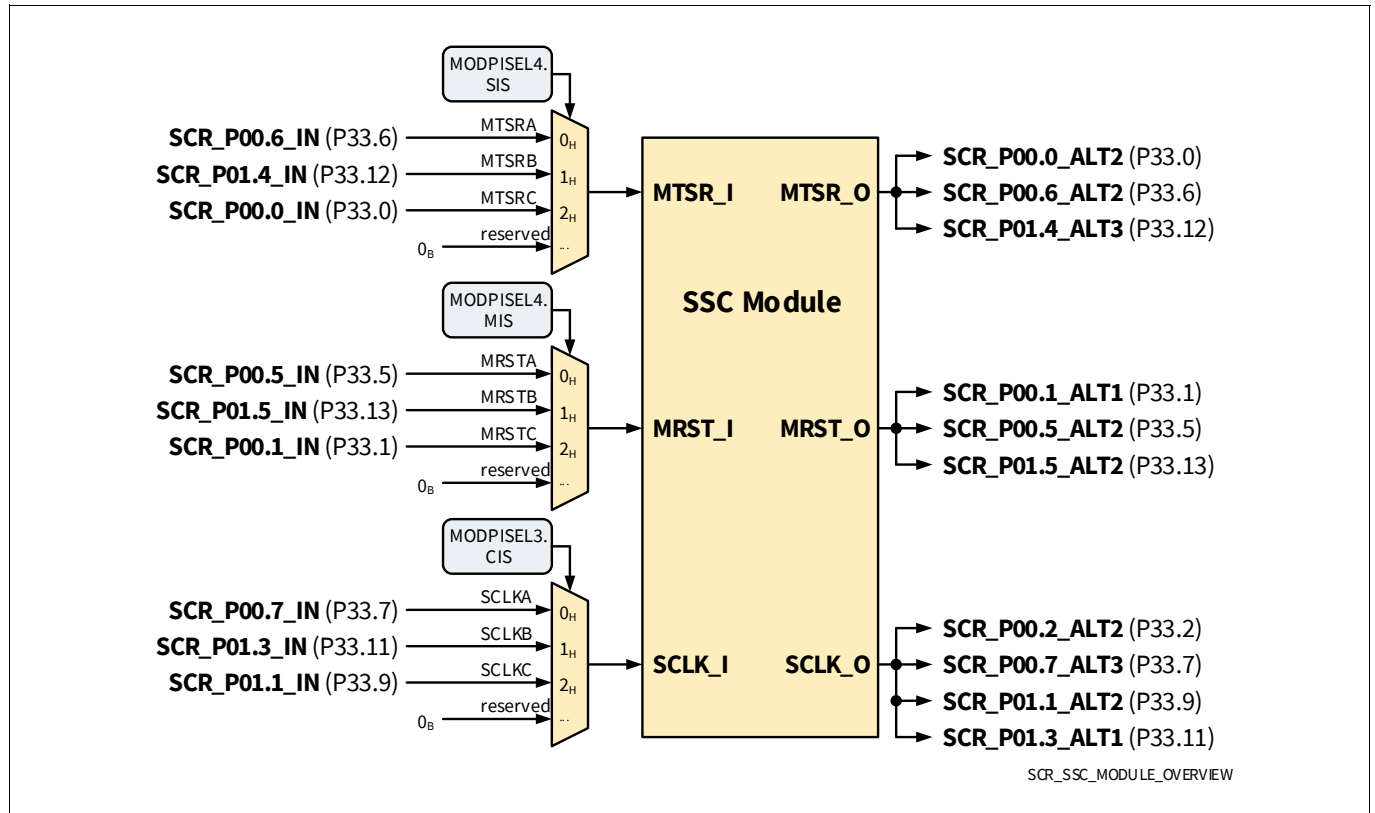 MODPISEL4.
SIS
SCR_P00.6_IN (P33.6)
MTSRA
0H
SCR_P01.4_IN (P33.12)
MTSRB
1H
SCR_P00.0_IN (P33.0)
MTSRC
2H
0B
reserved
...
MTSR_I
MTSR_O
SCR_P00.0_ALT2 (P33.0)
SCR_P00.6_ALT2 (P33.6)
SCR_P01.4_ALT3 (P33.12)
SSC Module
MODPISEL4.
MIS
SCR_P00.5_IN (P33.5)
MRSTA
0H
SCR_P01.5_IN (P33.13)
MRSTB
1H
SCR_P00.1_IN (P33.1)
MRSTC
2H
0B
reserved
...
MRST_I
MRST_O
SCR_P00.1_ALT1 (P33.1)
SCR_P00.5_ALT2 (P33.5)
SCR_P01.5_ALT2 (P33.13)
MODPISEL3.
CIS
SCR_P00.7_IN (P33.7)
SCLKA
0H
SCR_P01.3_IN (P33.11)
SCLKB
1H
SCR_P01.1_IN (P33.9)
SCLKC
2H
0B
reserved
...
SCLK_I
SCLK_O
SCR_P00.2_ALT2 (P33.2)
SCR_P00.7_ALT3 (P33.7)
SCR_P01.1_ALT2 (P33.9)
SCR_P01.3_ALT1 (P33.11)
SCR_SSC_MODULE_OVERVIEW